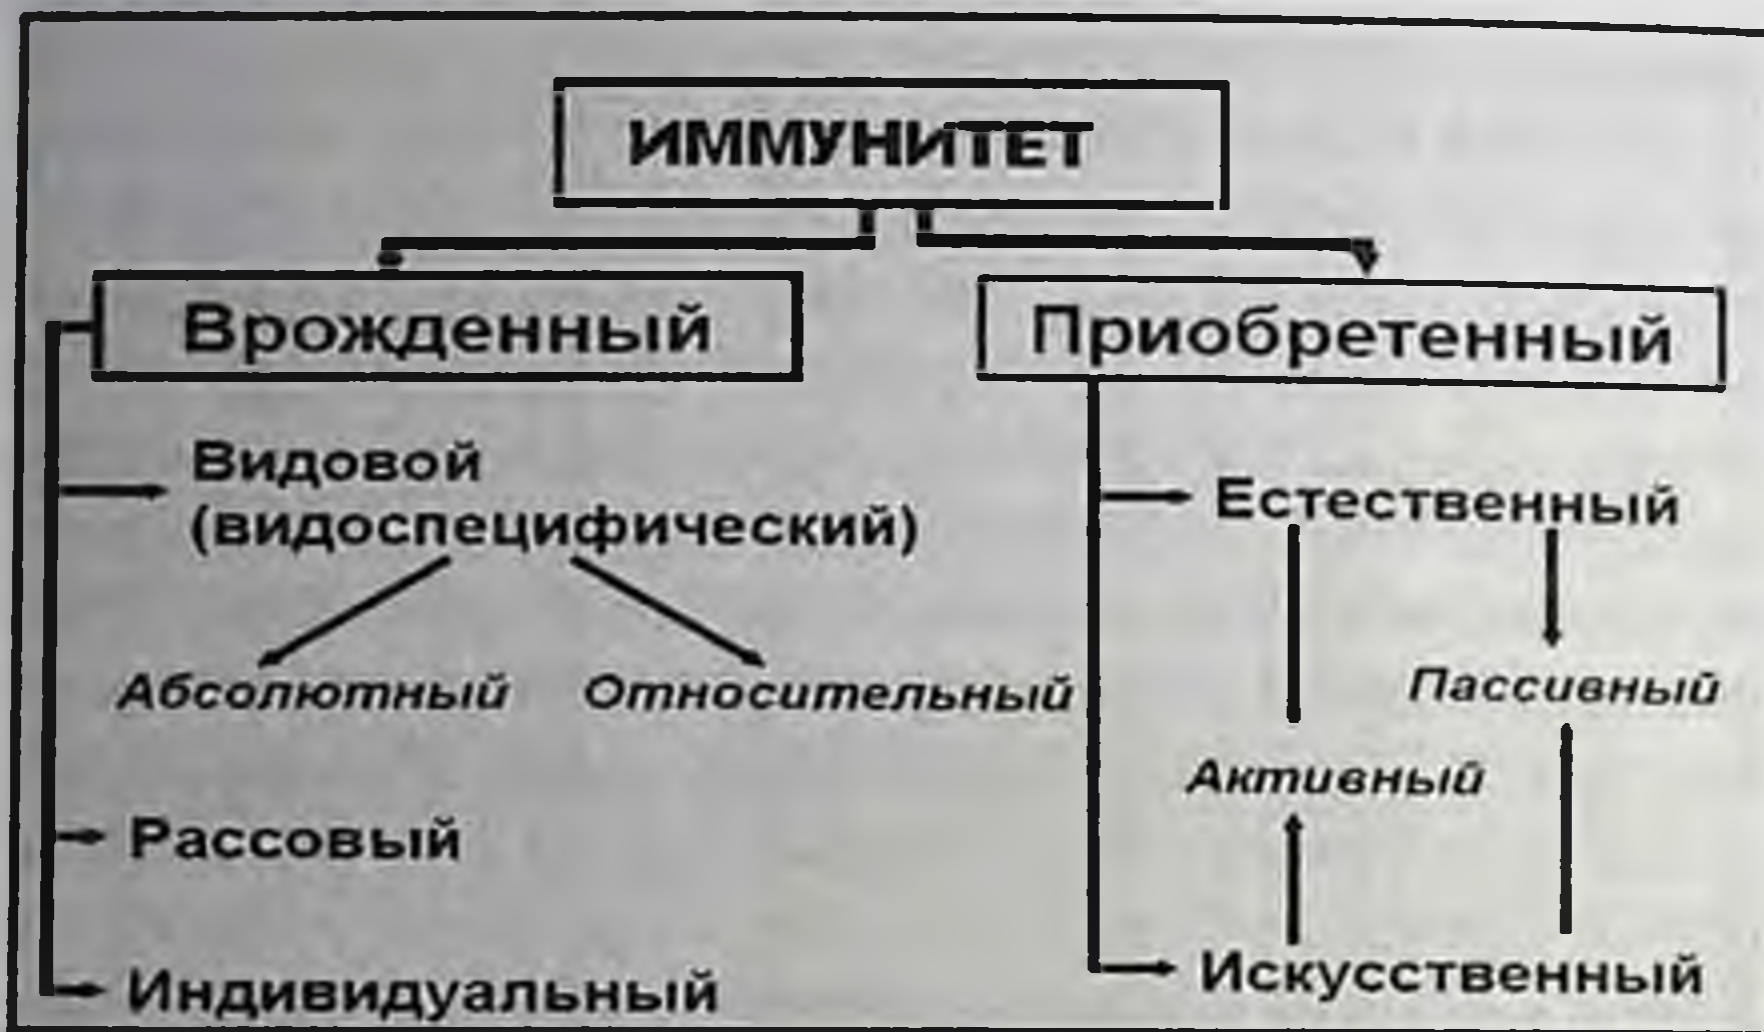 ИММУНИТЕТ
Врожденный
Приобретенный
Видовой
(видоспецифический)
Абсолютный
Относительный
Рассовый
Индивидуальный
Естественный
Пассивный
Активный
Искусственный